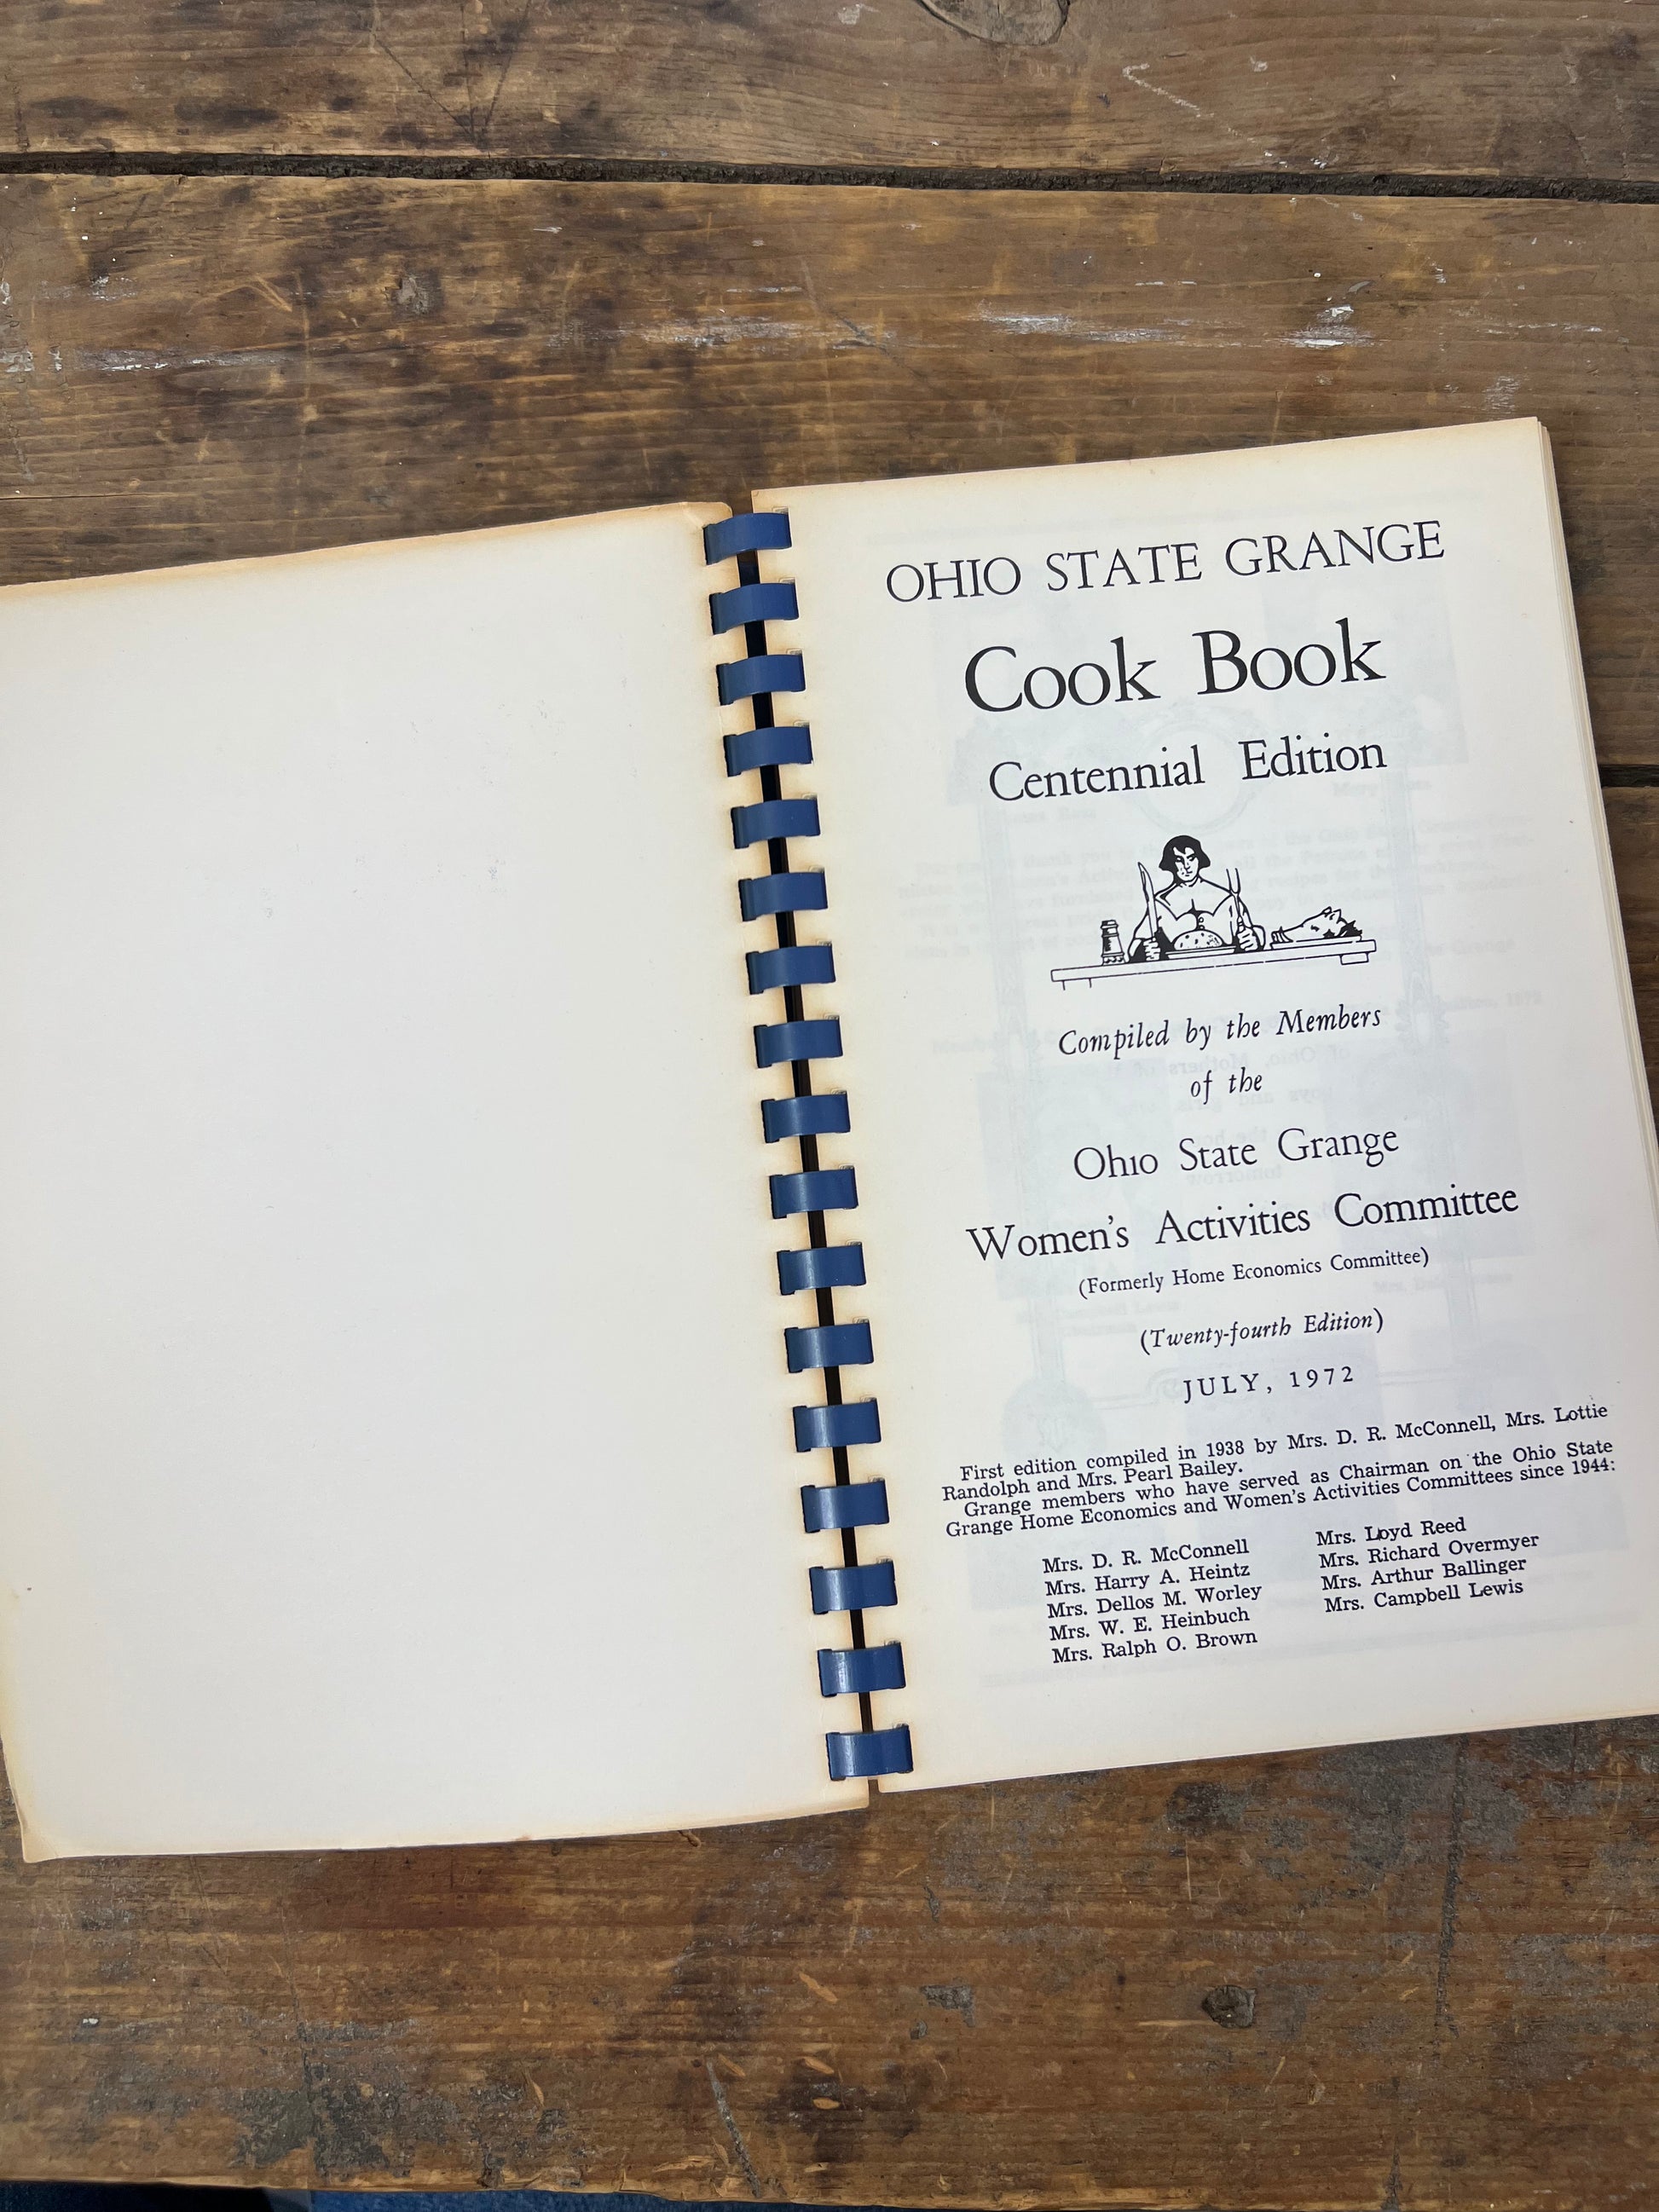 OHIO STATE GRANGE
Cook Book
Centennial Edition
Compiled by the Members
of the
Ohio State Grange
Women's Activities Committee
(Formerly Home Economics Committee)
(Twenty-fourth Edition)
JULY, 1972
First edition compiled in 1938 by Mrs. D. R. McConnell, Mrs. Lottie
Randolph and Mrs. Pearl Bailey.
Grange members who have served as Chairman on the Ohio State
Grange Home Economics and Women's Activities Committees since 1944:
Mrs. D. R. McConnell
Mrs. Harry A. Heintz
Mrs. Dellos M. Worley
Mrs. W. E. Heinbuch
Mrs. Ralph O. Brown
Mrs. Loyd Reed
Mrs. Richard Overmyer
Mrs. Arthur Ballinger
Mrs. Campbell Lewis